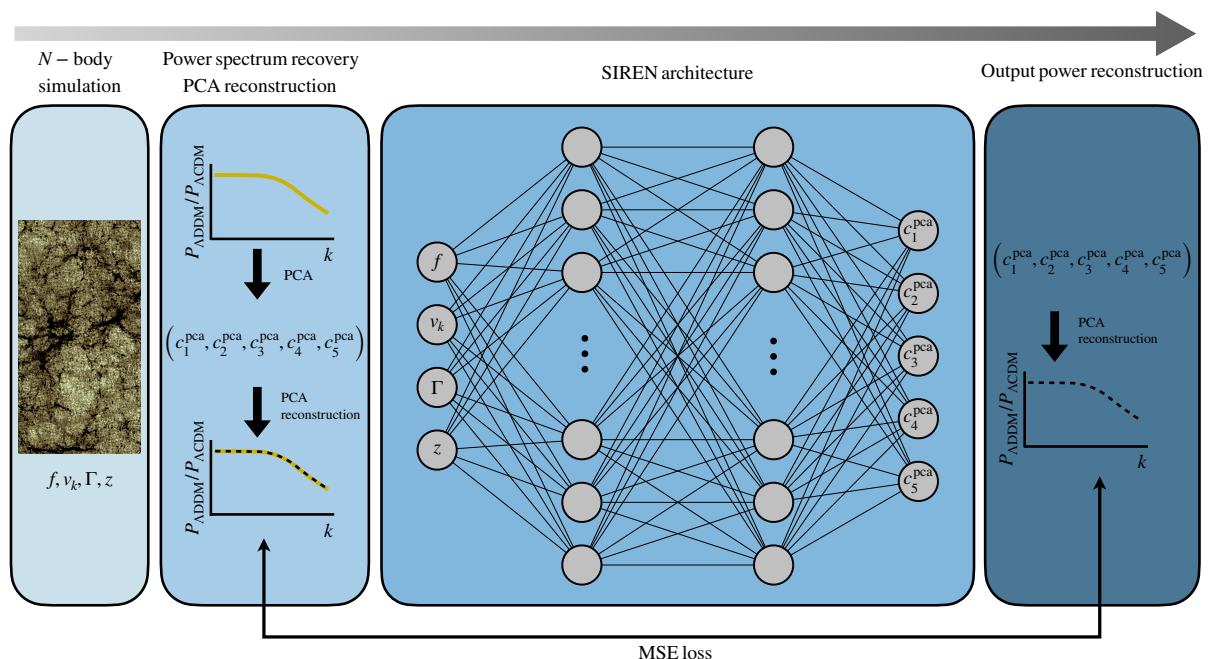 N − body
simulation
f, v_k, Γ, z
Power spectrum recovery
PCA reconstruction
P_ΛDDM/P_ΛCDM
k
PCA
(c_1^pca, c_2^pca, c_3^pca, c_4^pca, c_5^pca)
PCA
reconstruction
P_ΛDDM/P_ΛCDM
k
SIREN architecture
f
v_k
Γ
z
c_1^pca
c_2^pca
c_3^pca
c_4^pca
c_5^pca
Output power reconstruction
(c_1^pca, c_2^pca, c_3^pca, c_4^pca, c_5^pca)
PCA
reconstruction
P_ΛDDM/P_ΛCDM
k
MSE loss